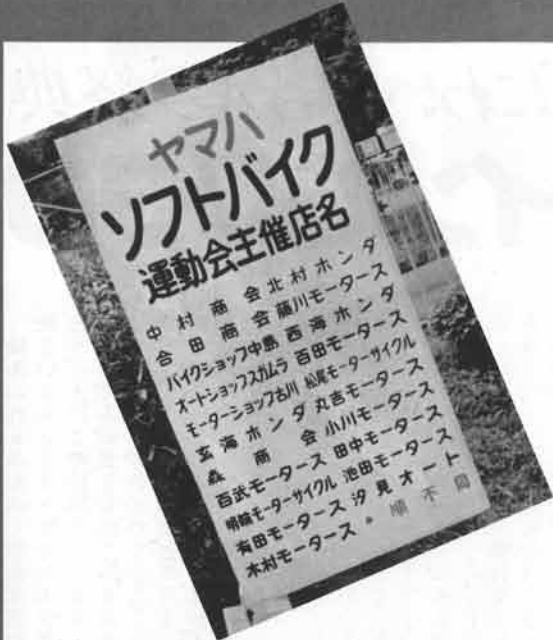 ヤマハ
ソフトバイク
運動会主催店名
中村商会 北村ホンダ
合田商会 藤川モータース
バイクショップ中島 西海ホンダ
オートショップスガムラ 百田モータース
モーターショップ古川 松尾モーターサイクル
玄海ホンダ 丸吉モータース
森商会 小川モータース
百武モータース 田中モータース
明輪モーターサイクル 池田モータース
有田モータース 汐見オート
木村モータース ● 順不同